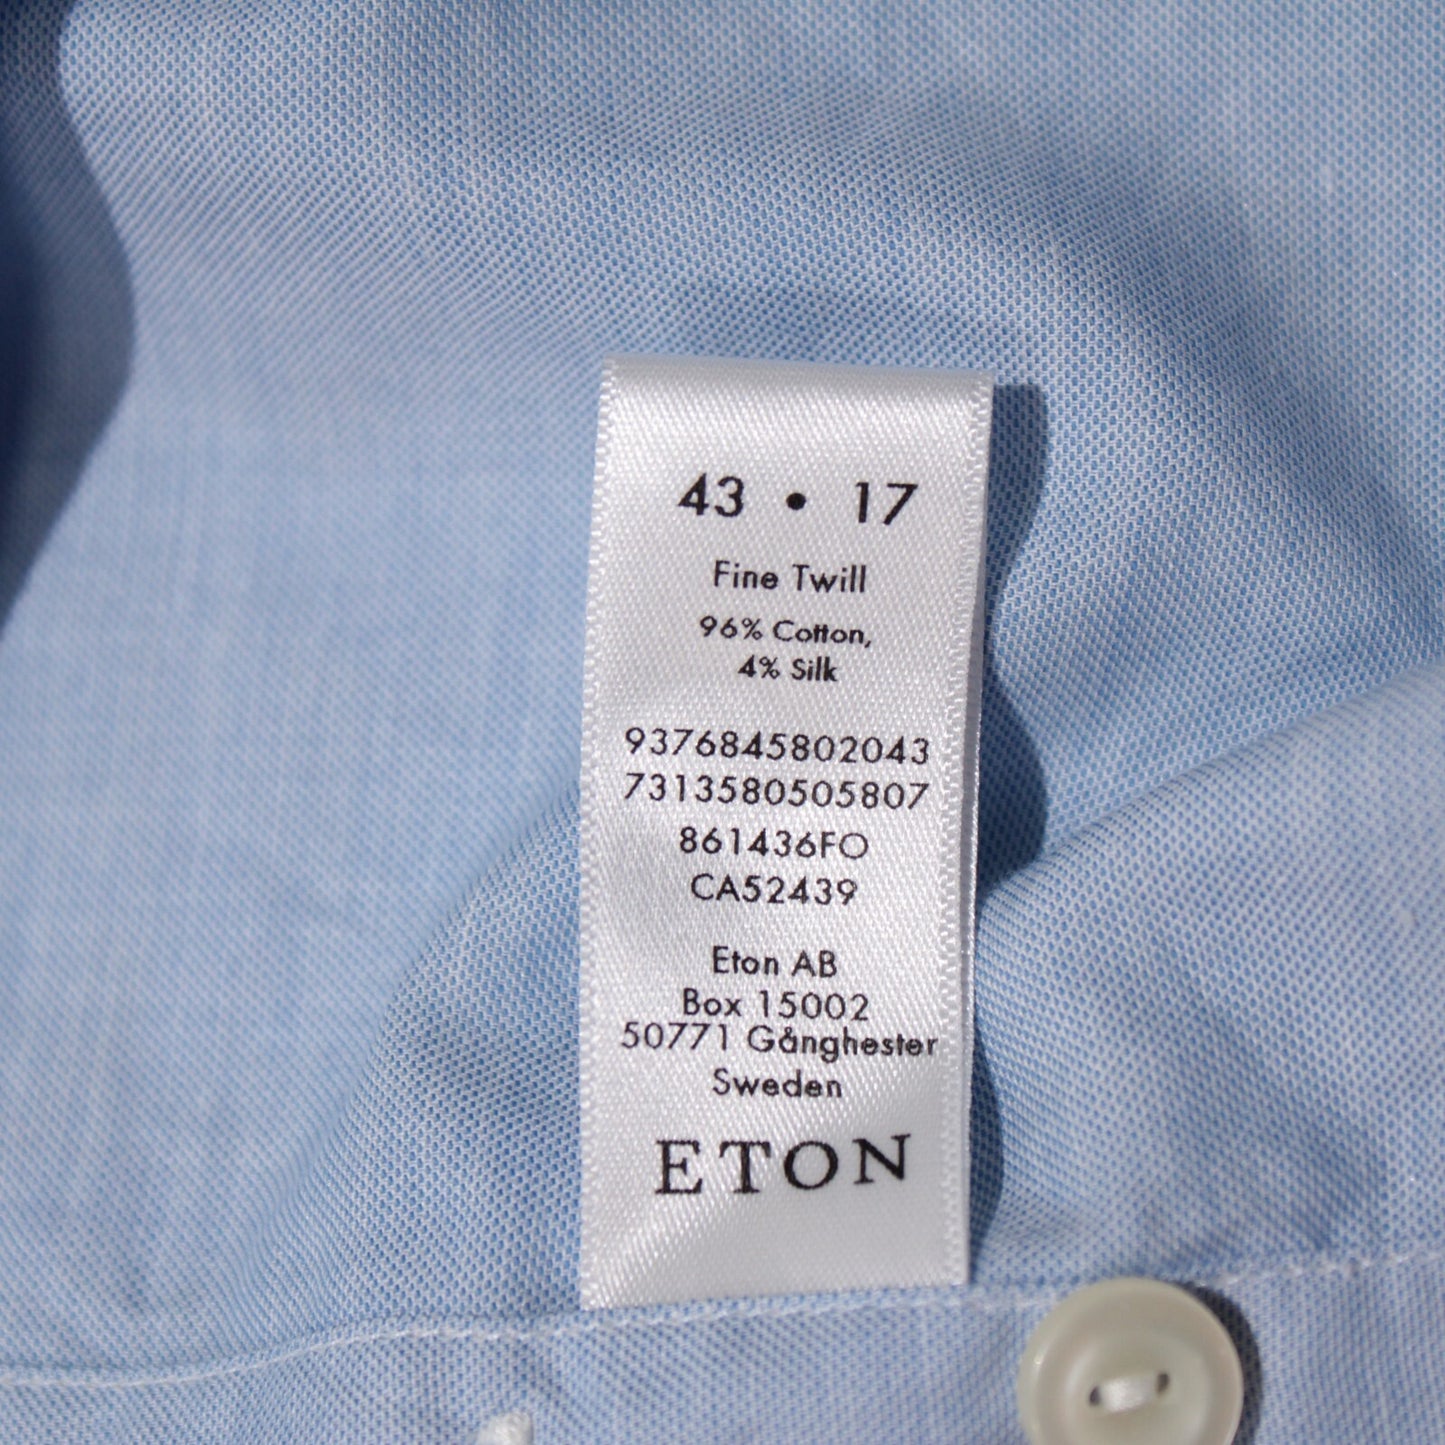 43 • 17
Fine Twill
96% Cotton,
4% Silk
9376845802043
7313580505807
861436FO
CA52439
Eton AB
Box 15002
50771 Gånghester
Sweden
ETON